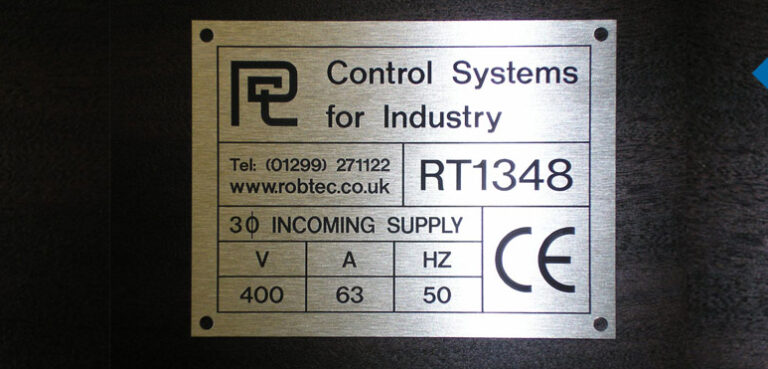 Control Systems
for Industry
Tel: (01299) 271122
www.robtec.co.uk
RT1348
3ϕ INCOMING SUPPLY
V A HZ
400 63 50
CE